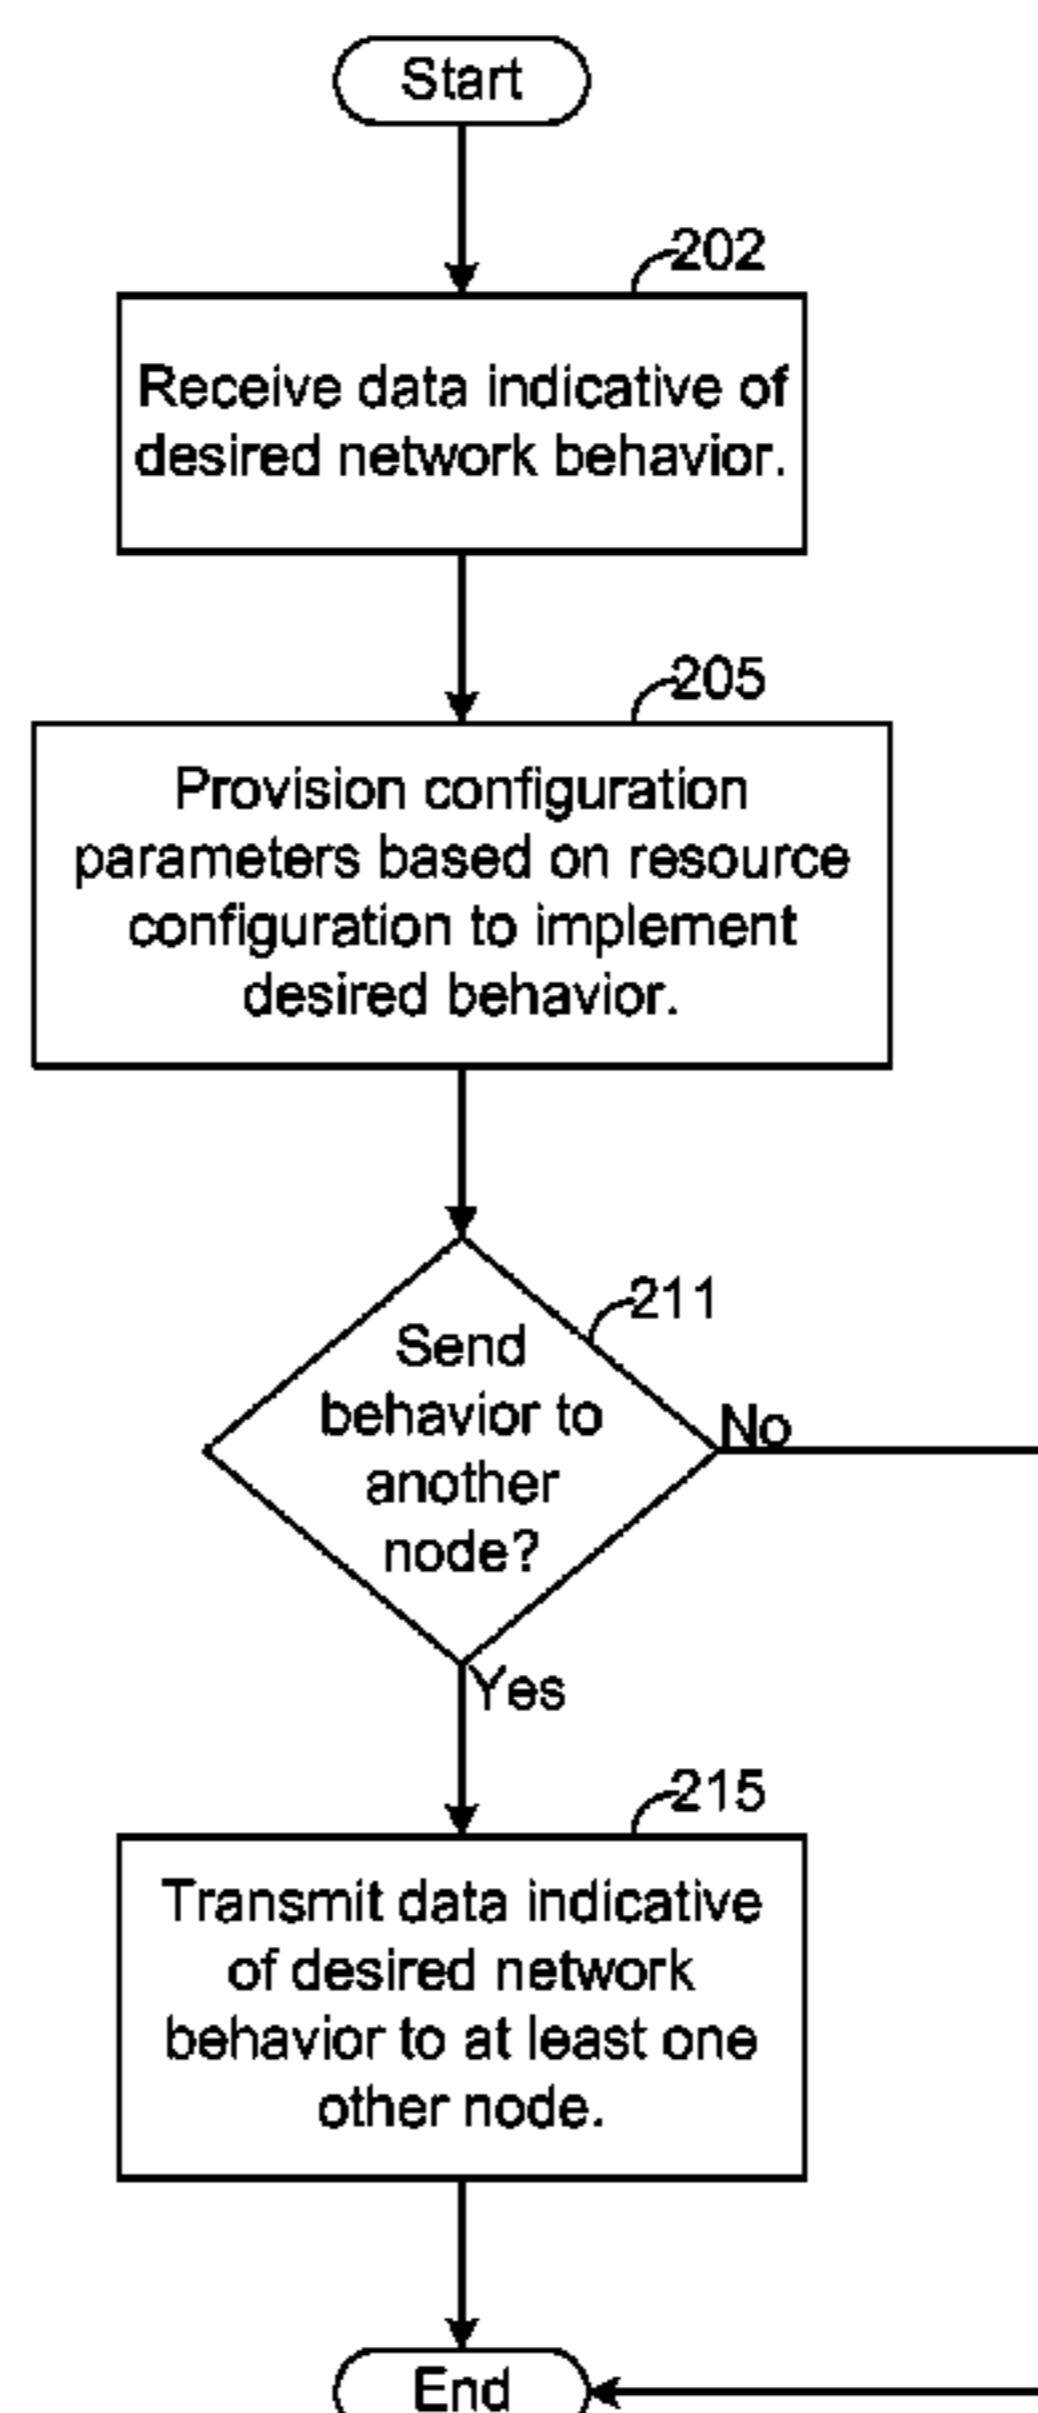 Start
202
Receive data indicative of
desired network behavior.
205
Provision configuration
parameters based on resource
configuration to implement
desired behavior.
211
Send
behavior to
another
node?
No
Yes
215
Transmit data indicative
of desired network
behavior to at least one
other node.
End